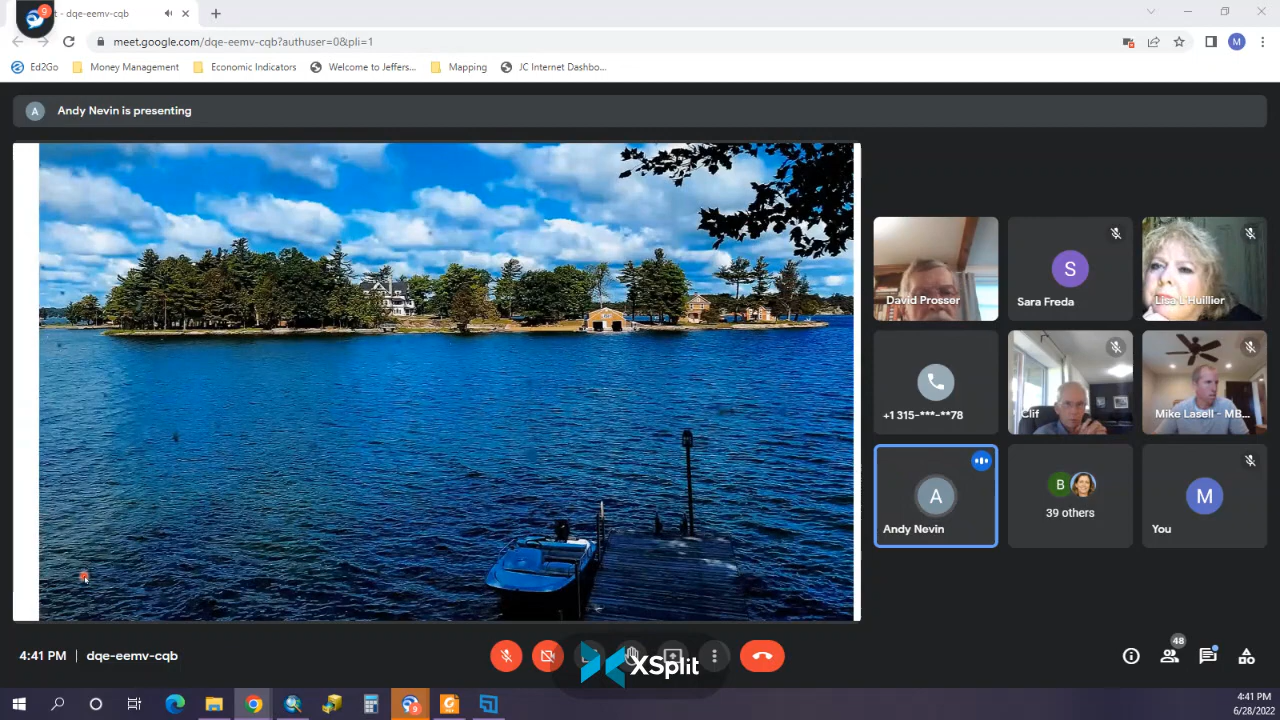 9
- dqe-eemv-cqb
meet.google.com/dqe-eemv-cqb?authuser=0&pli=1
M
Ed2Go
Money Management
Economic Indicators
Welcome to Jeffers...
Mapping
JC Internet Dashbo...
A
Andy Nevin is presenting
David Prosser
S
Sara Freda
Lisa L'Huillier
+1 315-***-**78
Clif
Mike Lasell - MB...
A
Andy Nevin
B
39 others
M
You
4:41 PM | dqe-eemv-cqb
XSplit
48
9
4:41 PM
6/28/2022